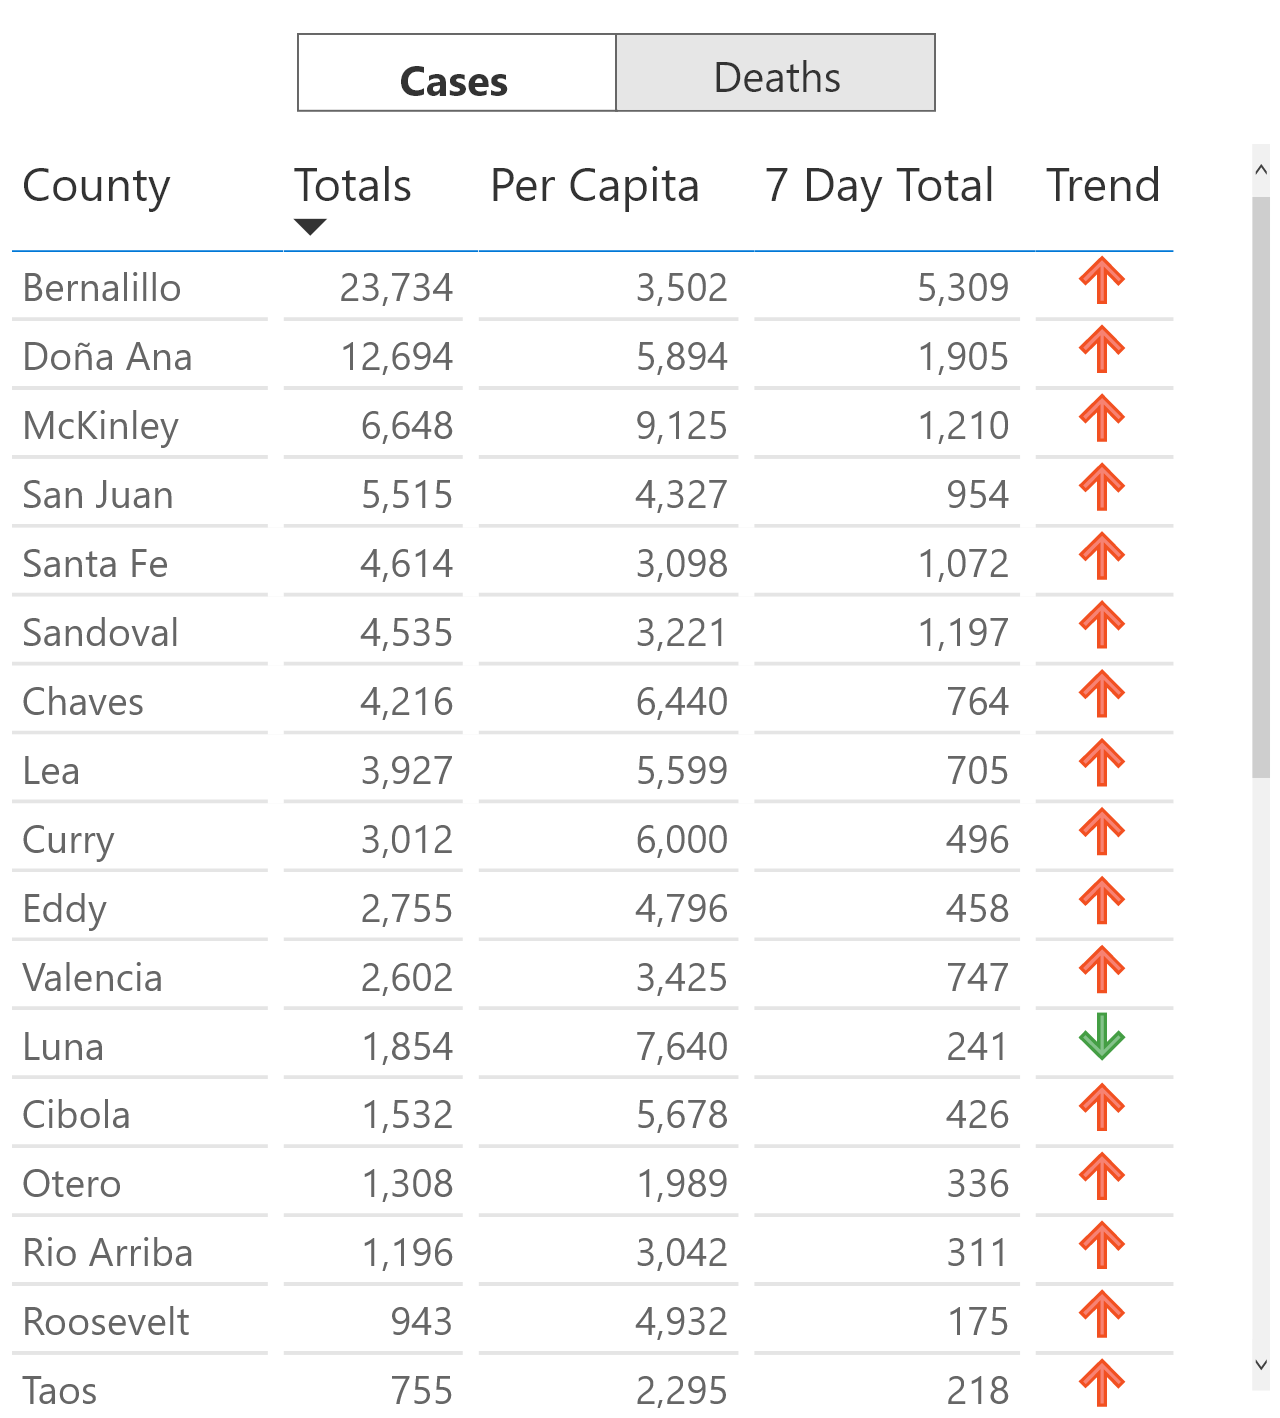 Cases Deaths
County Totals Per Capita 7 Day Total Trend
Bernalillo 23,734 3,502 5,309
Doña Ana 12,694 5,894 1,905
McKinley 6,648 9,125 1,210
San Juan 5,515 4,327 954
Santa Fe 4,614 3,098 1,072
Sandoval 4,535 3,221 1,197
Chaves 4,216 6,440 764
Lea 3,927 5,599 705
Curry 3,012 6,000 496
Eddy 2,755 4,796 458
Valencia 2,602 3,425 747
Luna 1,854 7,640 241
Cibola 1,532 5,678 426
Otero 1,308 1,989 336
Rio Arriba 1,196 3,042 311
Roosevelt 943 4,932 175
Taos 755 2,295 218